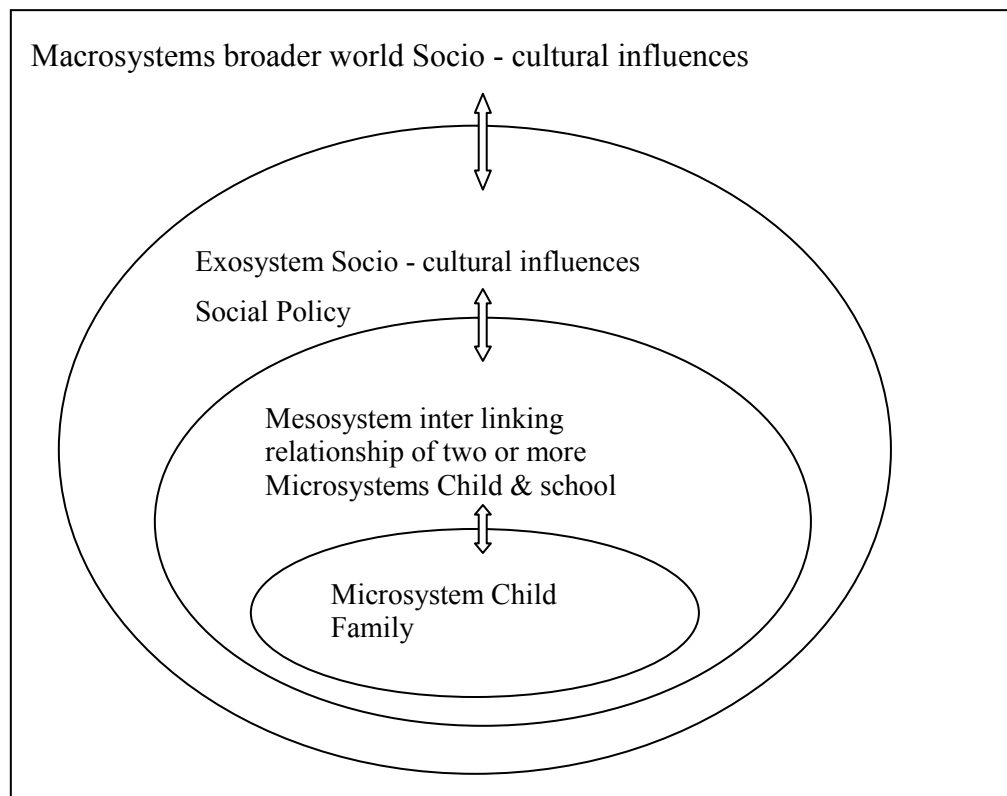 Macrosystems broader world Socio - cultural influences
Exosystem Socio - cultural influences
Social Policy
Mesosystem inter linking
relationship of two or more
Microsystems Child & school
Microsystem Child
Family